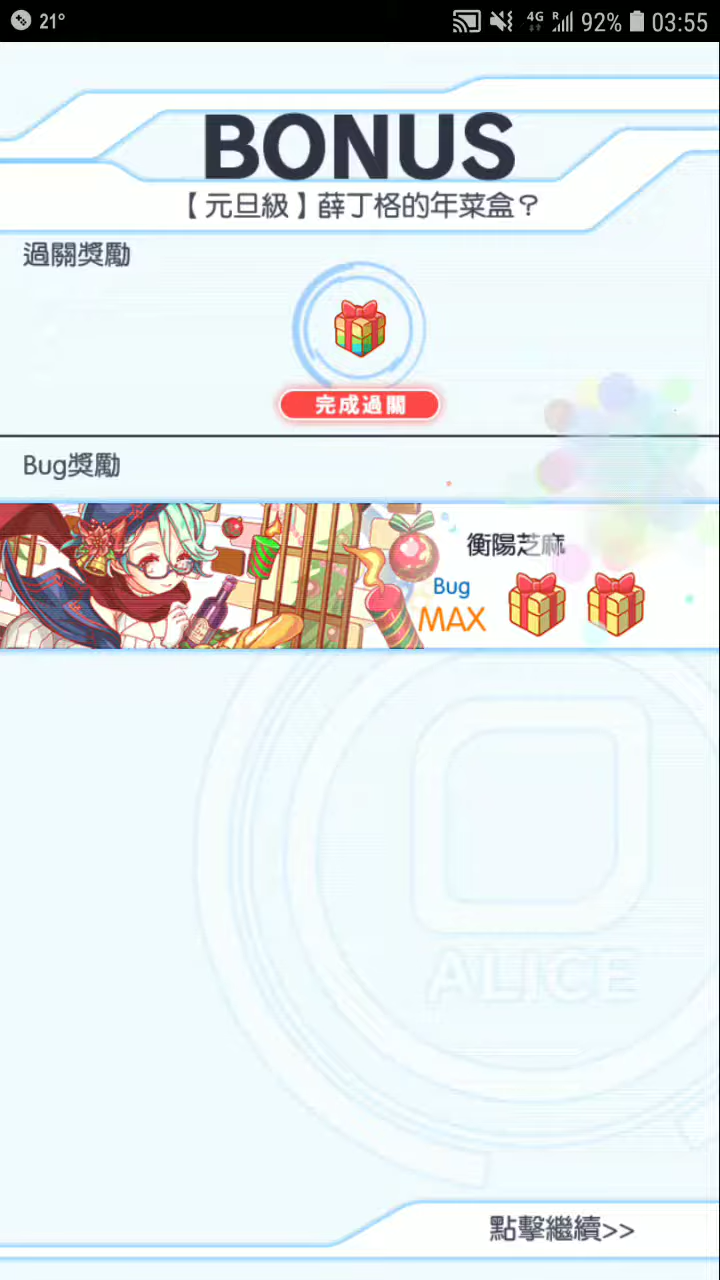 21°
4G R 92% 03:55
BONUS
【元旦級】薛丁格的年菜盒？
過關獎勵
完成過關
Bug獎勵
衡陽芝麻
Bug
MAX
ALICE
點擊繼續>>